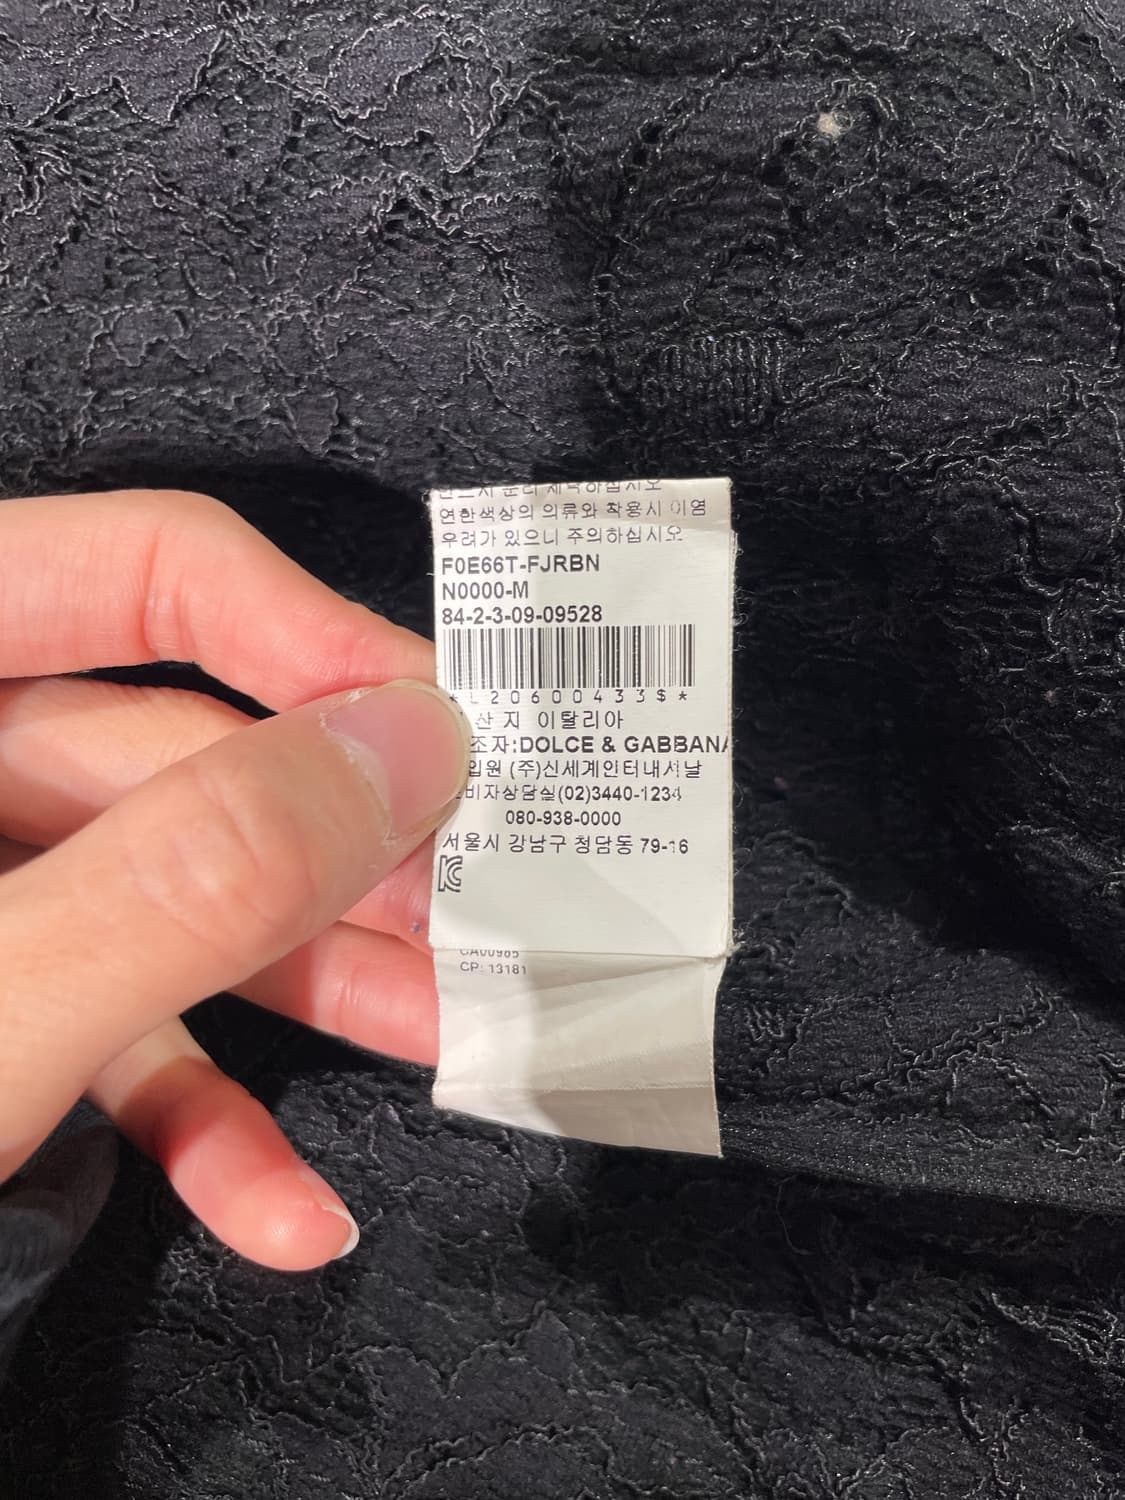 연한색상의 의류와 착용시 이염
우려가 있으니 주의하십시오
F0E66T-FJRBN
N0000-M
84-2-3-09-09528
2060043 3$*
산지 이탈리아
조자:DOLCE & GABBANA
입원 (주)신세계인터내셔날
비자상담실(02)3440-1234
080-938-0000
서울시 강남구 청담동 79-16
KC
CA00985
CP: 13181